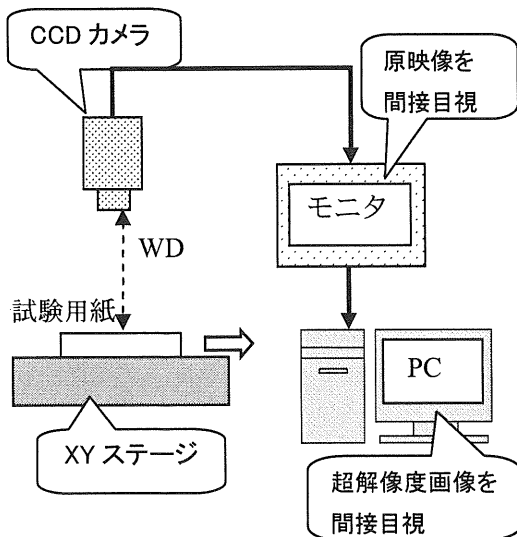 CCD カメラ
原映像を
間接目視
モニタ
WD
試験用紙
PC
XY ステージ
超解像度画像を
間接目視